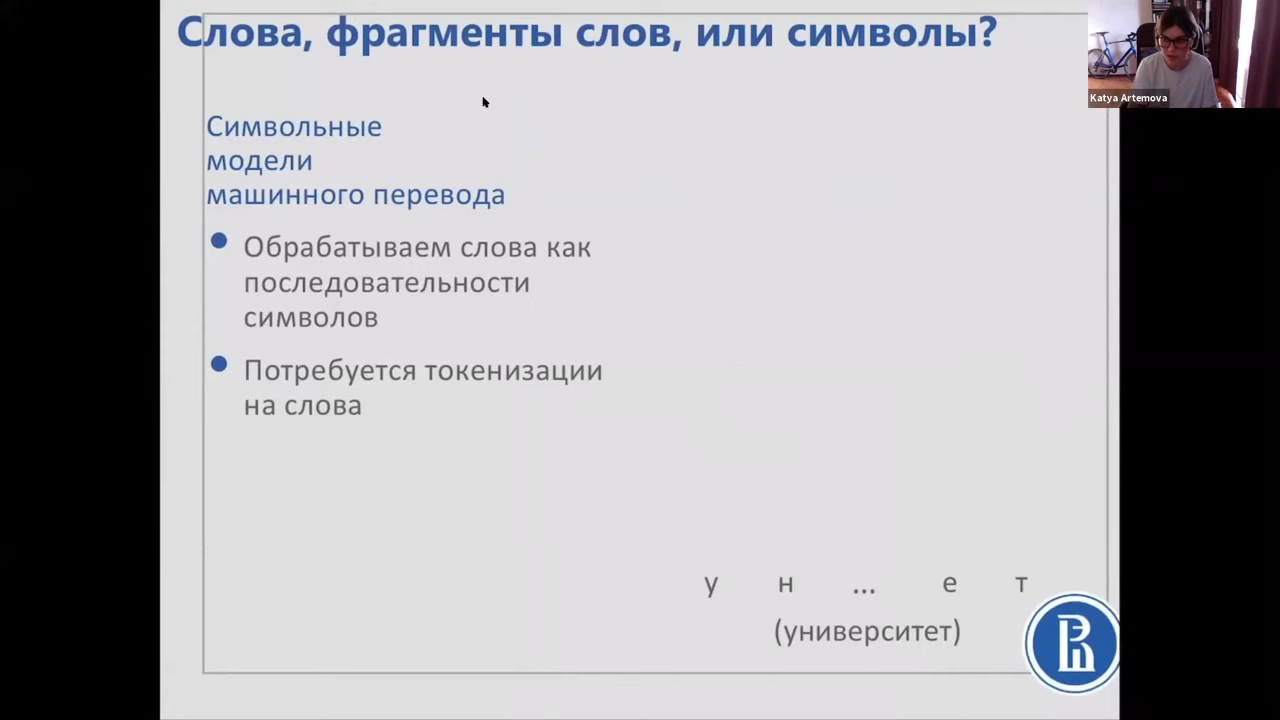 Слова, фрагменты слов, или символы?
Katya Artemova
Символьные
модели
машинного перевода
Обрабатываем слова как
последовательности
символов
Потребуется токенизации
на слова
у н ... е т
(университет)